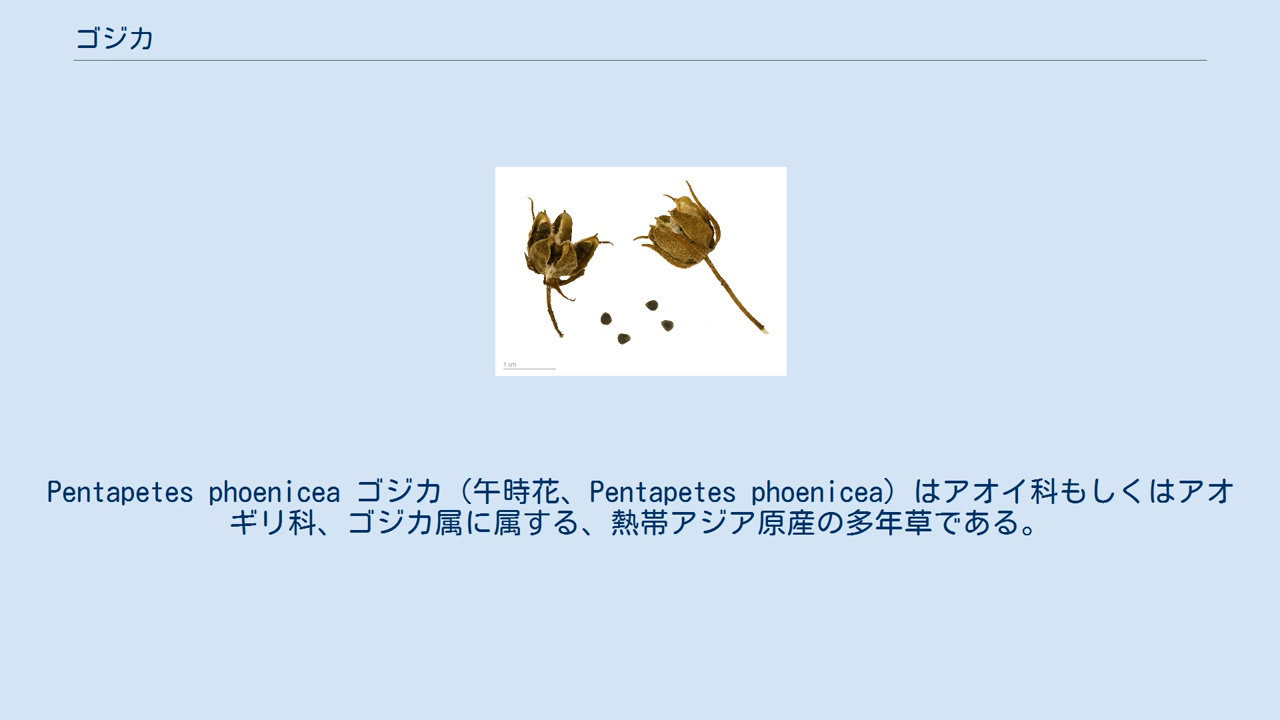 ゴジカ
1 cm
Pentapetes phoenicea ゴジカ（午時花、Pentapetes phoenicea）はアオイ科もしくはアオ
ギリ科、ゴジカ属に属する、熱帯アジア原産の多年草である。